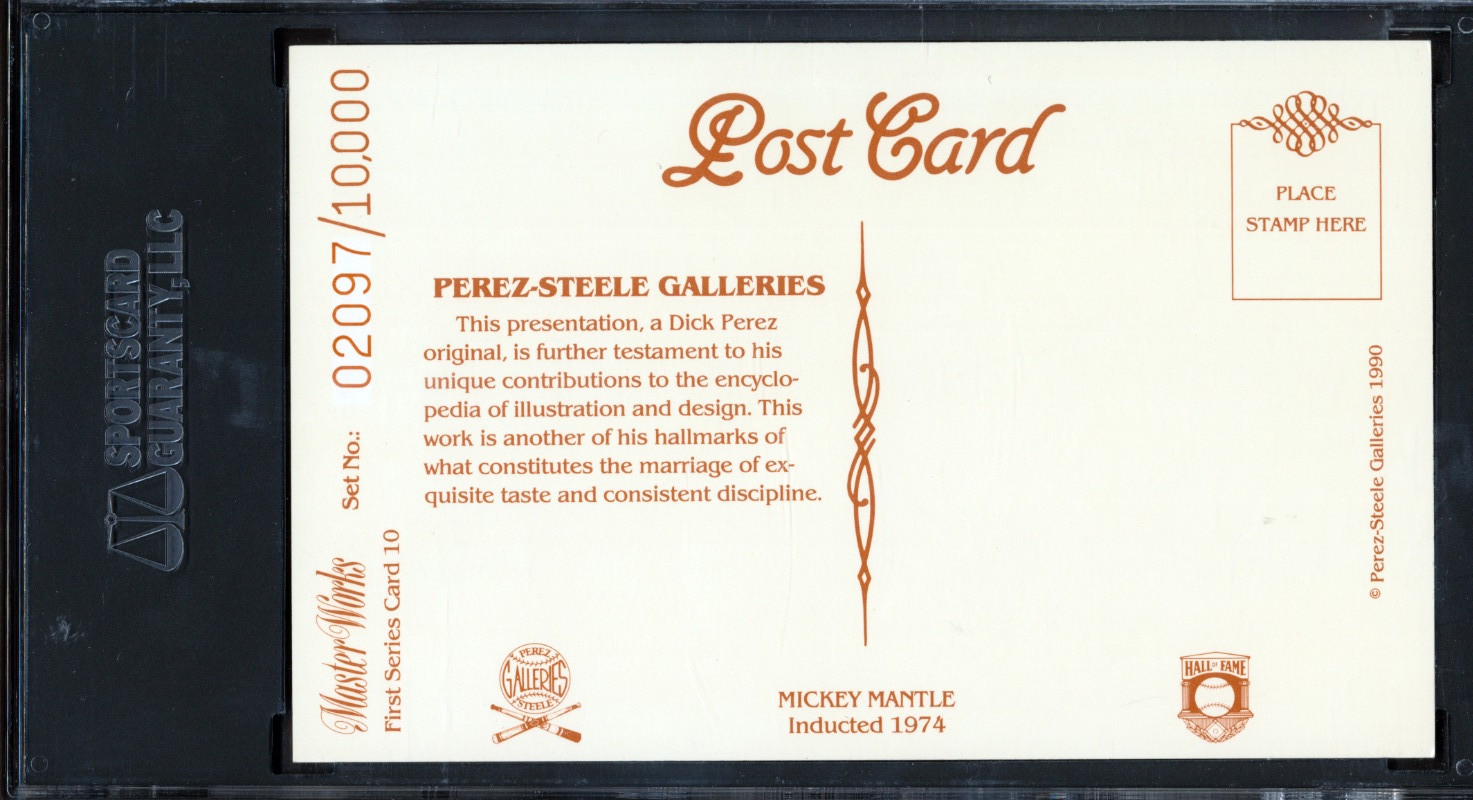 SPORTSCARD
GUARANTY, LLC
Set No.: 02097/10,000
MasterWorks
First Series Card 10
Post Card
PLACE
STAMP HERE
PEREZ-STEELE GALLERIES
This presentation, a Dick Perez
original, is further testament to his
unique contributions to the encyclo-
pedia of illustration and design. This
work is another of his hallmarks of
what constitutes the marriage of ex-
quisite taste and consistent discipline.
© Perez-Steele Galleries 1990
PEREZ
GALLERIES
STEELE
MICKEY MANTLE
Inducted 1974
HALL OF FAME